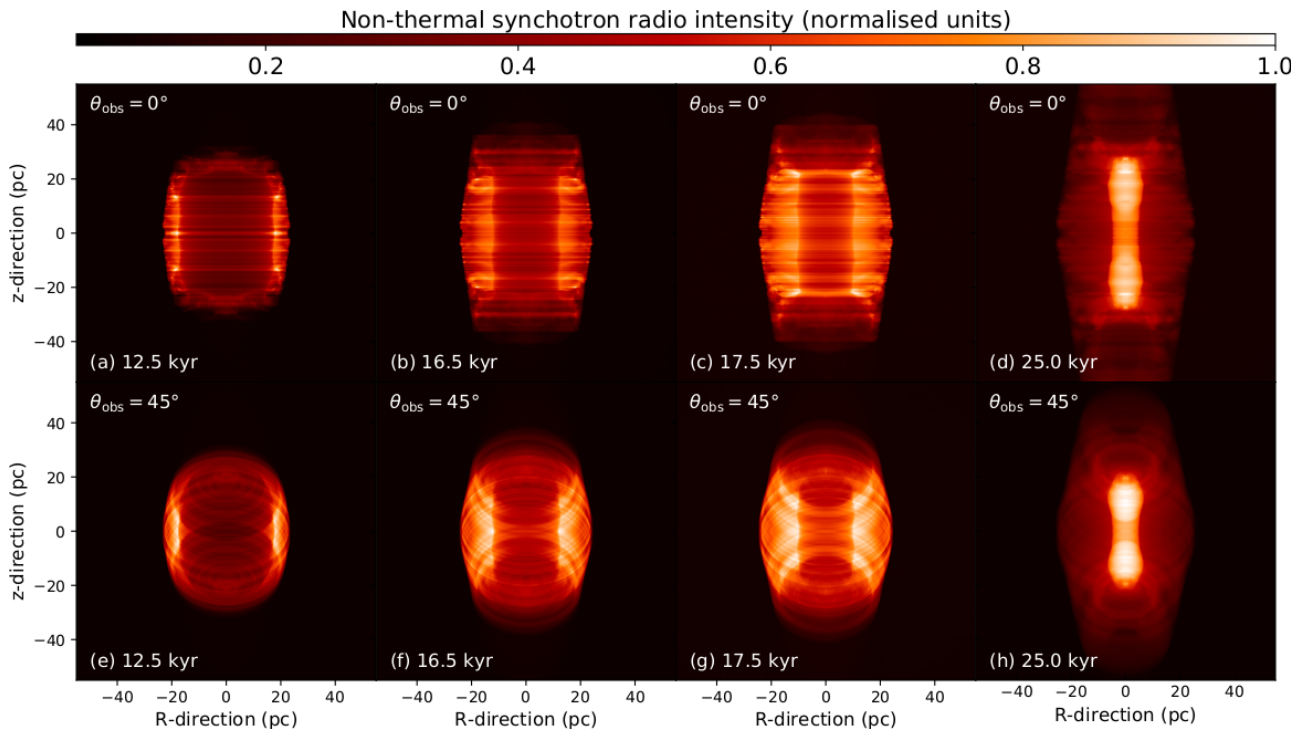 Non-thermal synchotron radio intensity (normalised units)
0.2 0.4 0.6 0.8 1.0
θobs = 0° θobs = 0° θobs = 0° θobs = 0°
40
20
0
−20
−40
z-direction (pc)
(a) 12.5 kyr (b) 16.5 kyr (c) 17.5 kyr (d) 25.0 kyr
θobs = 45° θobs = 45° θobs = 45° θobs = 45°
40
20
0
−20
−40
z-direction (pc)
(e) 12.5 kyr (f) 16.5 kyr (g) 17.5 kyr (h) 25.0 kyr
−40 −20 0 20 40 −40 −20 0 20 40 −40 −20 0 20 40 −40 −20 0 20 40
R-direction (pc) R-direction (pc) R-direction (pc) R-direction (pc)